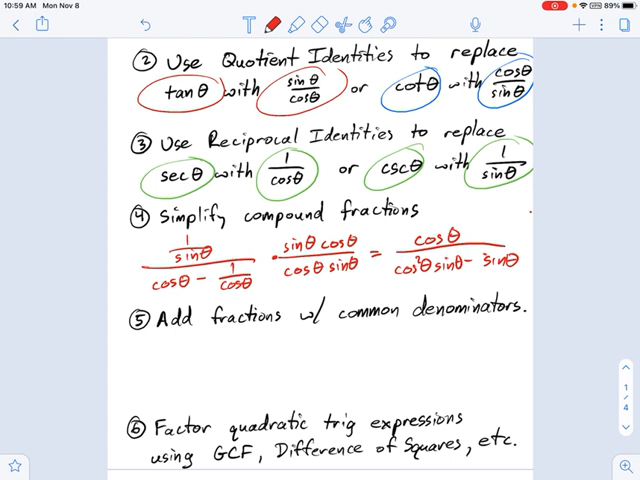 10:59 AM Mon Nov 8
89%
② Use Quotient Identities to replace
tanθ with sinθ/cosθ or cotθ with cosθ/sinθ
③ Use Reciprocal Identities to replace
secθ with 1/cosθ or cscθ with 1/sinθ
④ Simplify compound fractions
(1/sinθ)/(cosθ - 1/cosθ) · (sinθ cosθ)/(cosθ sinθ) = cosθ/(cos²θ sinθ - sinθ)
⑤ Add fractions w/ common denominators.
⑥ Factor quadratic trig expressions
using GCF, Difference of Squares, etc.
1
/
4